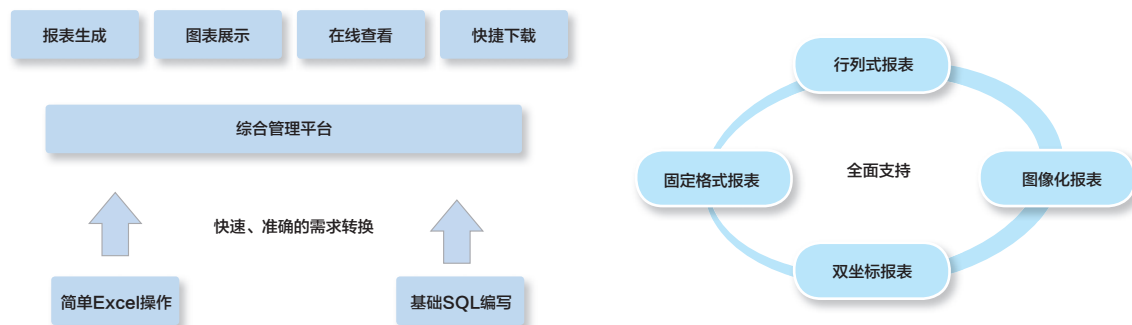 报表生成
图表展示
在线查看
快捷下载
综合管理平台
快速、准确的需求转换
简单Excel操作
基础SQL编写
行列式报表
固定格式报表
全面支持
图像化报表
双坐标报表